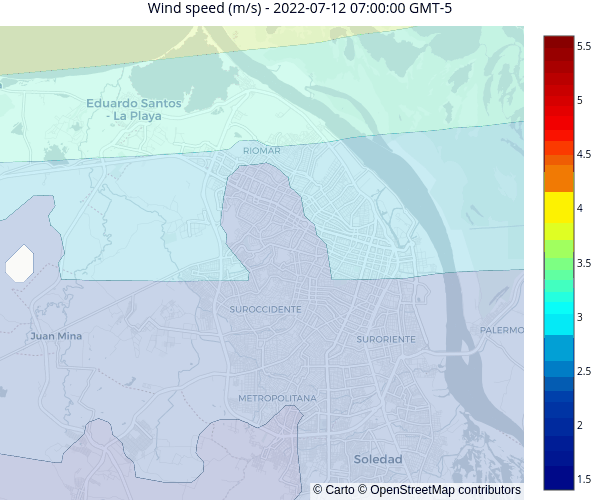 Wind speed (m/s) - 2022-07-12 07:00:00 GMT-5
5.5
Eduardo Santos
- La Playa
5
RIOMAR
4.5
4
3.5
SUROCCIDENTE
3
PALERMO
Juan Mina
SURORIENTE
2.5
METROPOLITANA
2
Soledad
1.5
© Carto © OpenStreetMap contributors